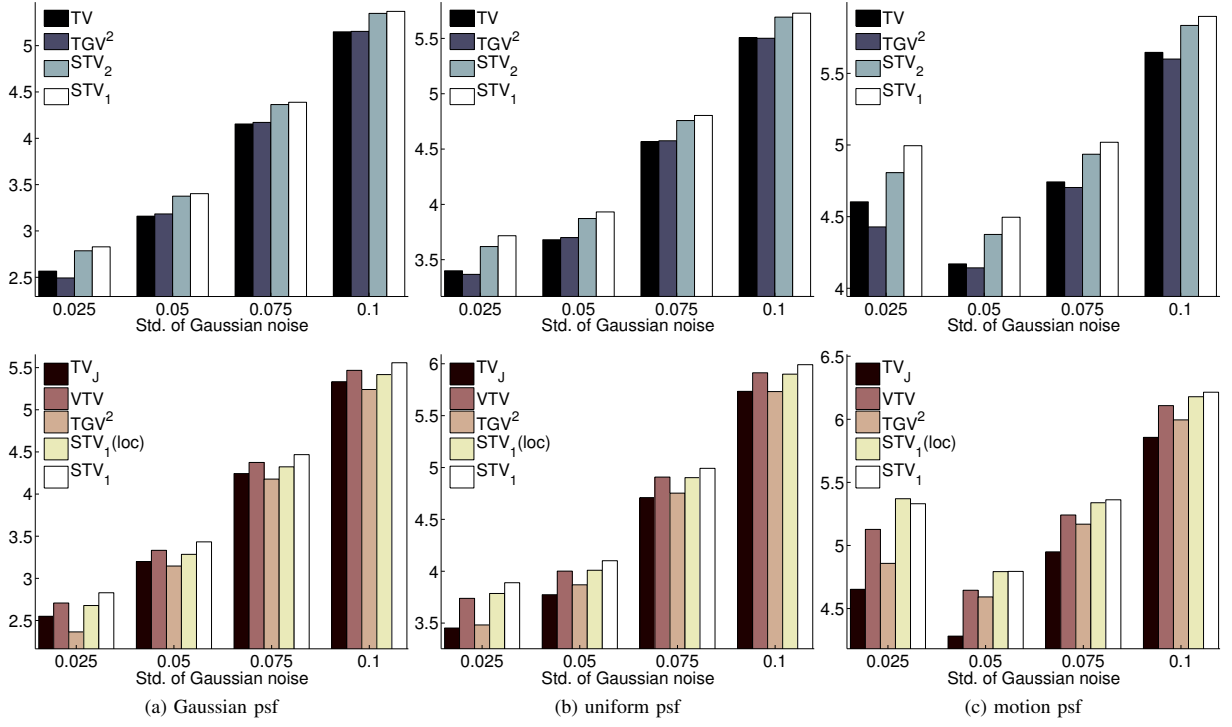 TV
TGV²
STV₂
STV₁
5
4.5
4
3.5
3
2.5
0.025 0.05 0.075 0.1
Std. of Gaussian noise
TV
TGV²
STV₂
STV₁
5.5
5
4.5
4
3.5
0.025 0.05 0.075 0.1
Std. of Gaussian noise
TV
TGV²
STV₂
STV₁
5.5
5
4.5
4
0.025 0.05 0.075 0.1
Std. of Gaussian noise
TV_J
VTV
TGV²
STV₁(loc)
STV₁
5.5
5
4.5
4
3.5
3
2.5
0.025 0.05 0.075 0.1
Std. of Gaussian noise
(a) Gaussian psf
TV_J
VTV
TGV²
STV₁(loc)
STV₁
6
5.5
5
4.5
4
3.5
0.025 0.05 0.075 0.1
Std. of Gaussian noise
(b) uniform psf
TV_J
VTV
TGV²
STV₁(loc)
STV₁
6.5
6
5.5
5
4.5
0.025 0.05 0.075 0.1
Std. of Gaussian noise
(c) motion psf